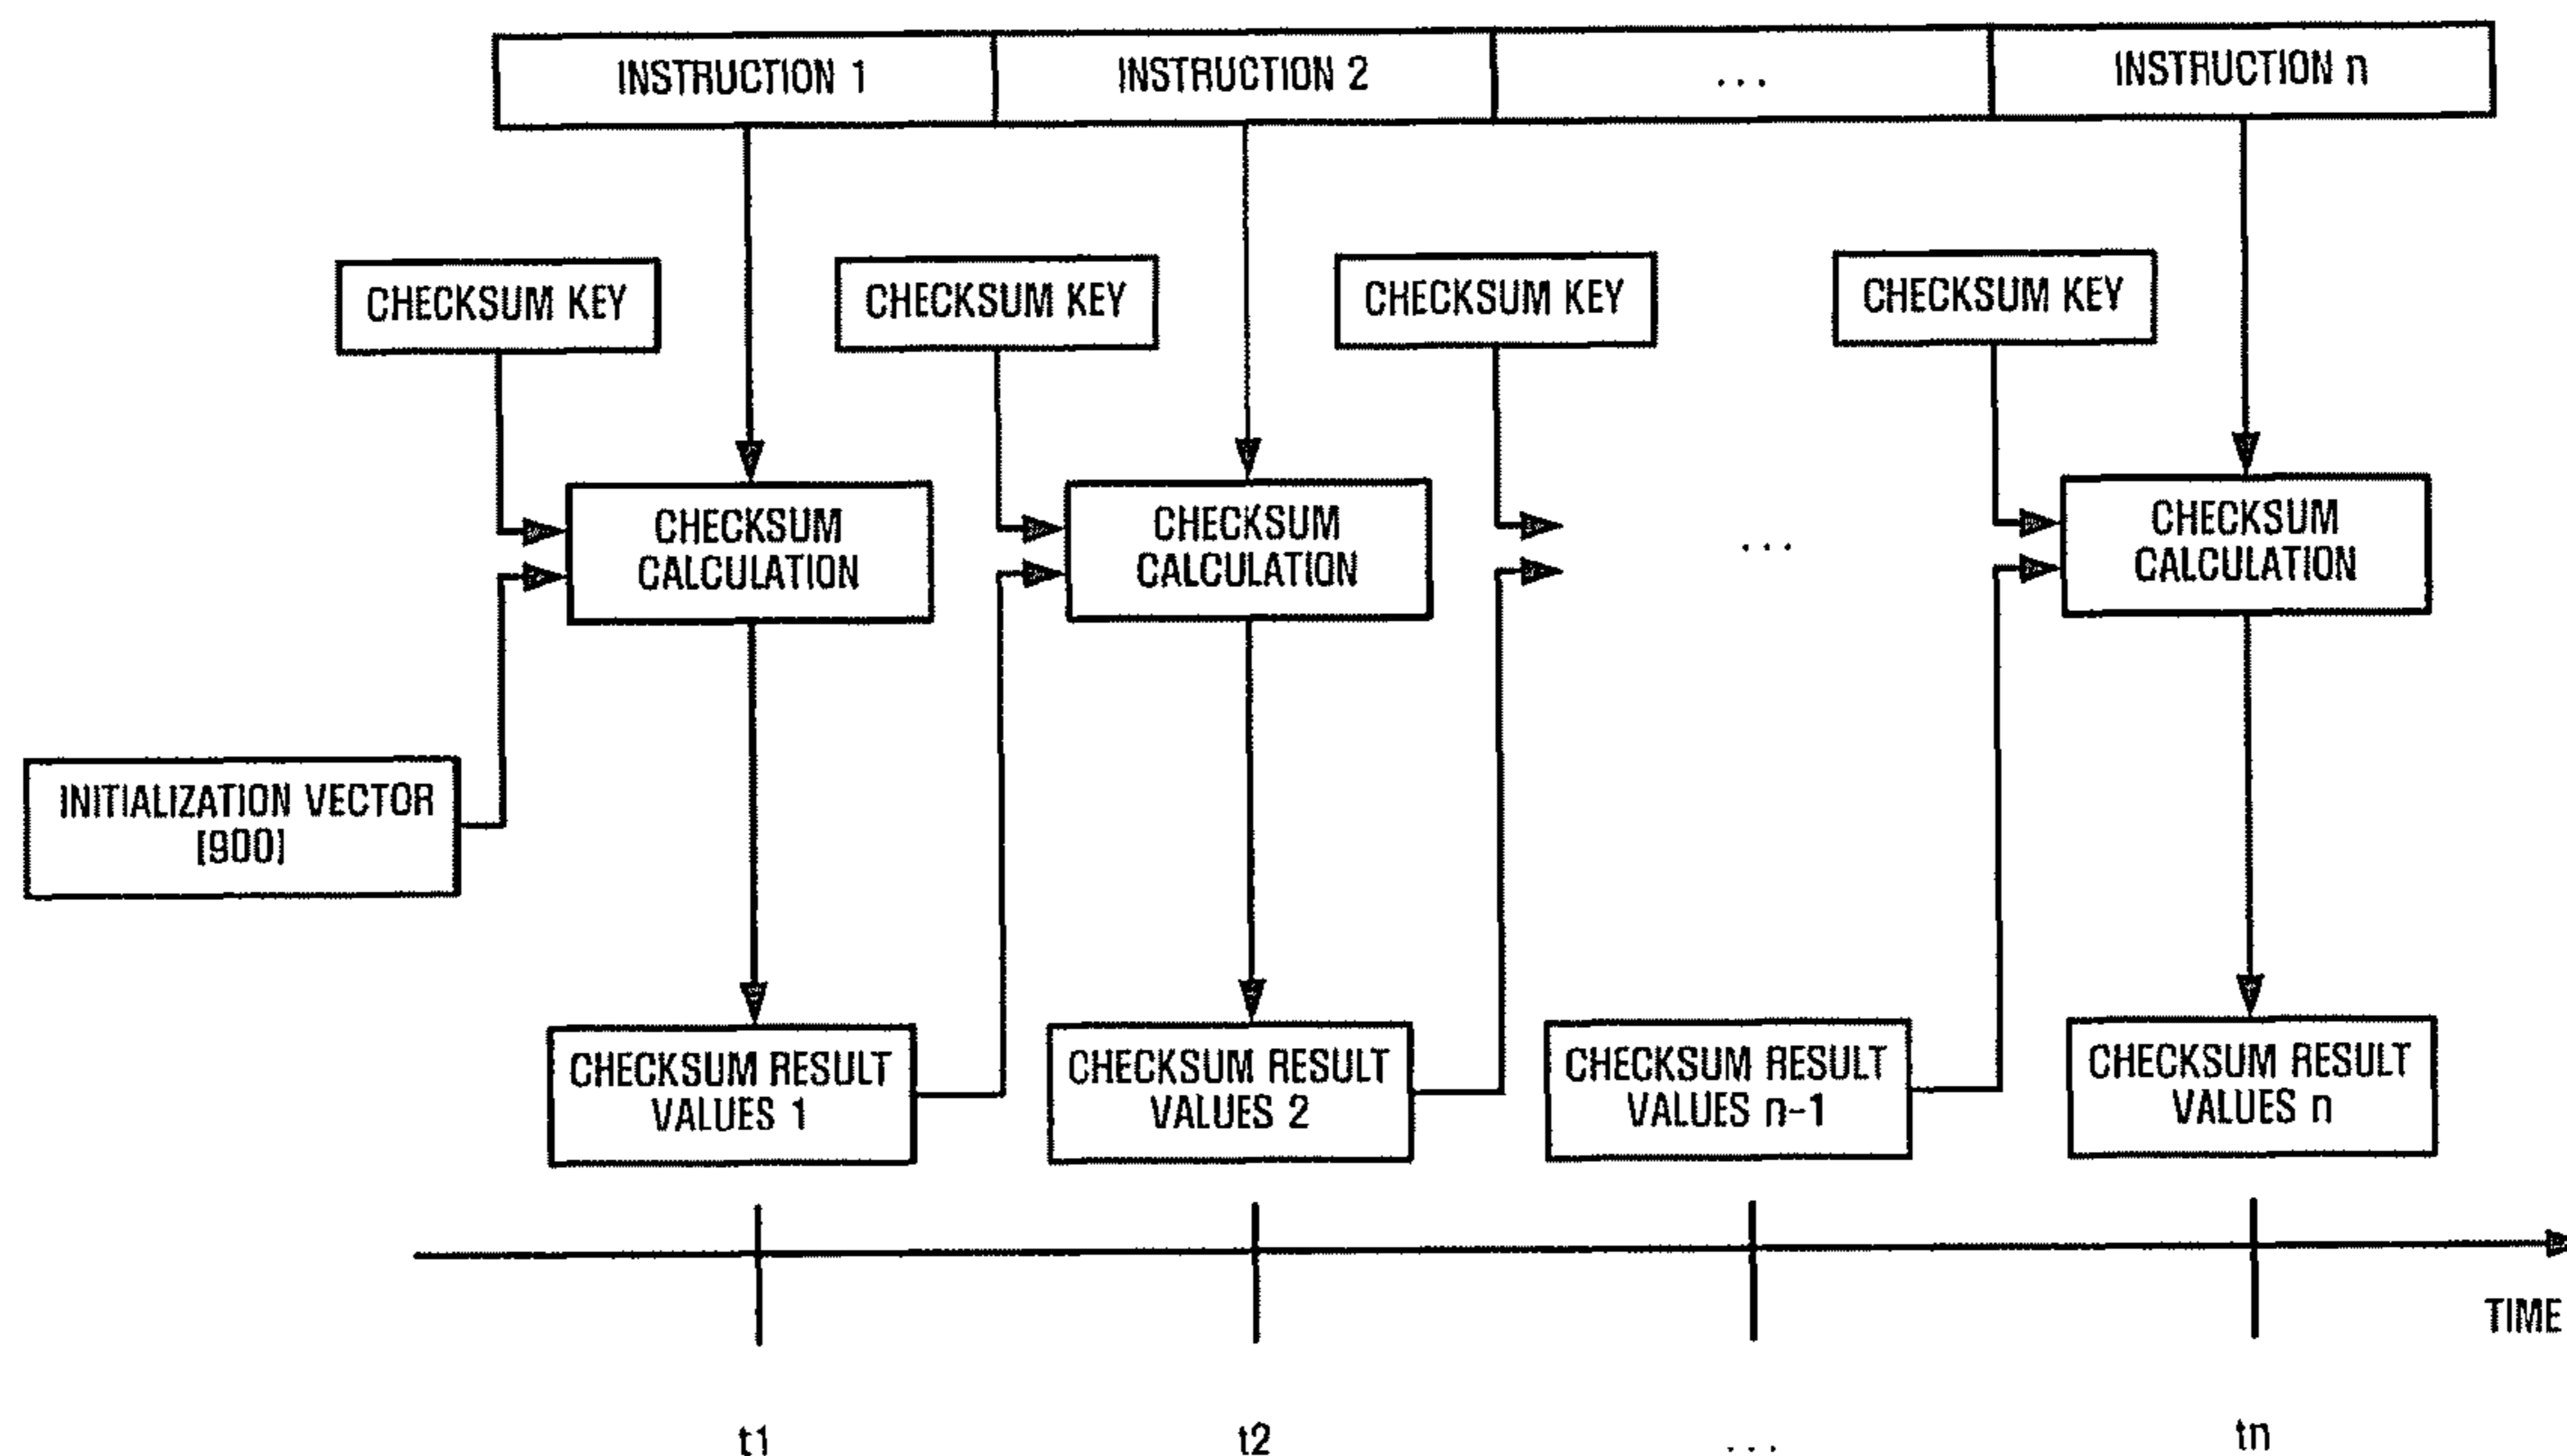 INSTRUCTION 1
INSTRUCTION 2
...
INSTRUCTION n
CHECKSUM KEY
CHECKSUM KEY
CHECKSUM KEY
CHECKSUM KEY
CHECKSUM
CALCULATION
CHECKSUM
CALCULATION
...
CHECKSUM
CALCULATION
INITIALIZATION VECTOR
[900]
CHECKSUM RESULT
VALUES 1
CHECKSUM RESULT
VALUES 2
CHECKSUM RESULT
VALUES n-1
CHECKSUM RESULT
VALUES n
TIME
t1
t2
...
tn